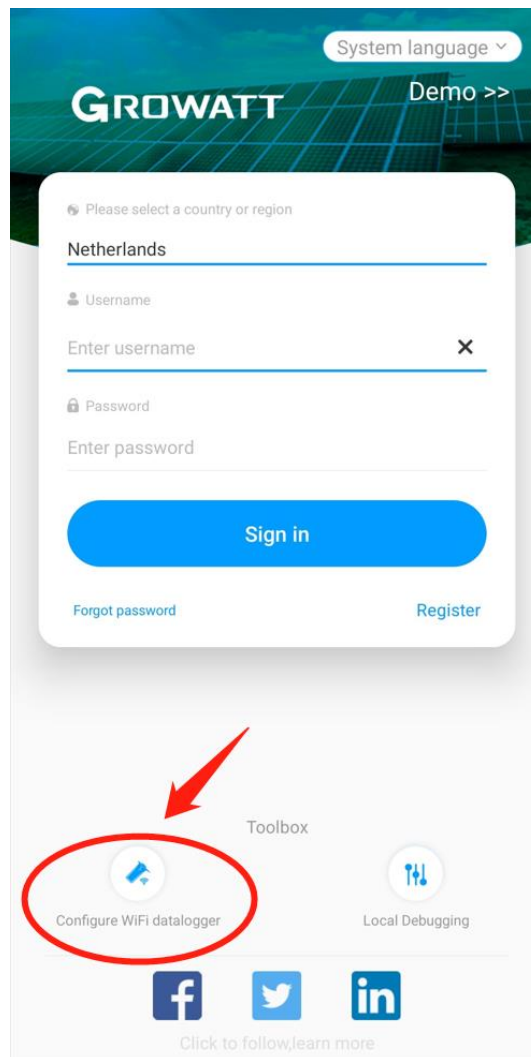 System language
GROWATT
Demo >>
Please select a country or region
Netherlands
Username
Enter username
Password
Enter password
Sign in
Forgot password Register
Toolbox
Configure WiFi datalogger Local Debugging
f in
Click to follow,learn more